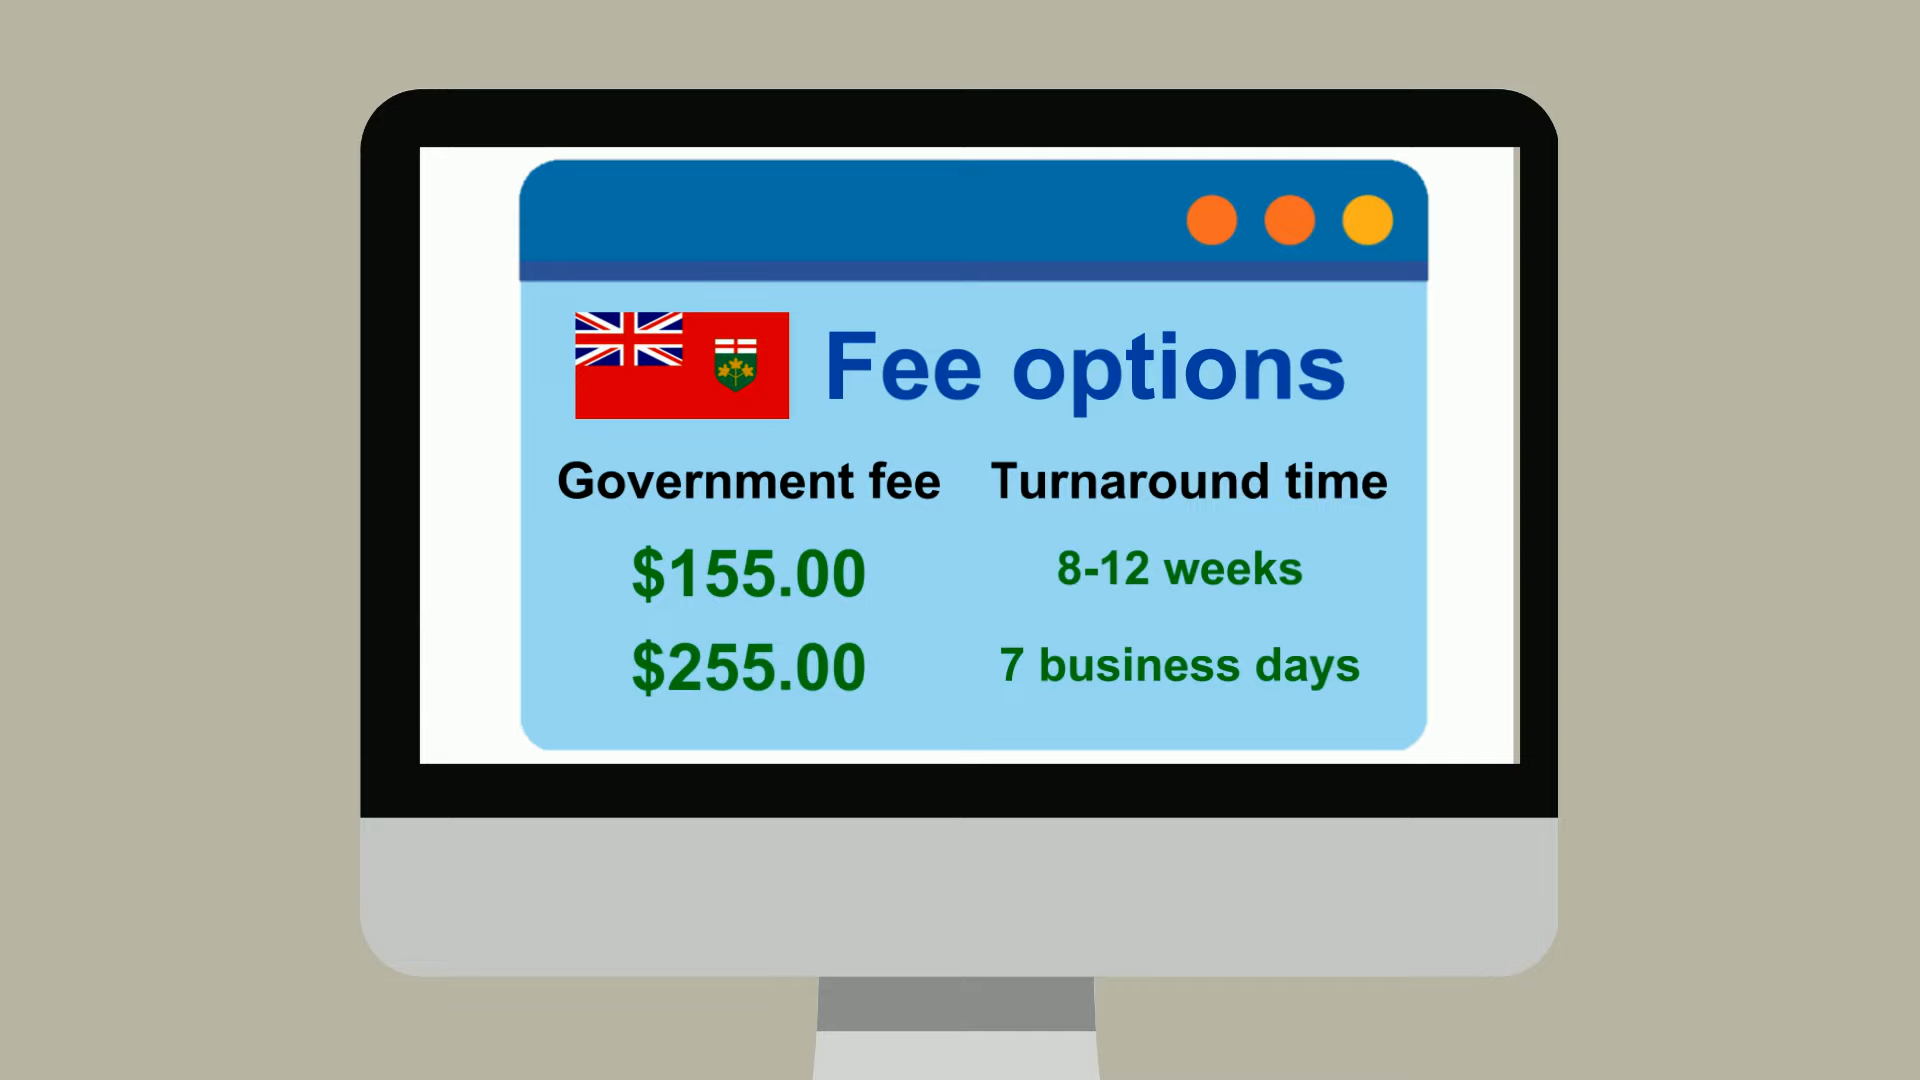 Fee options
Government fee Turnaround time
$155.00 8-12 weeks
$255.00 7 business days